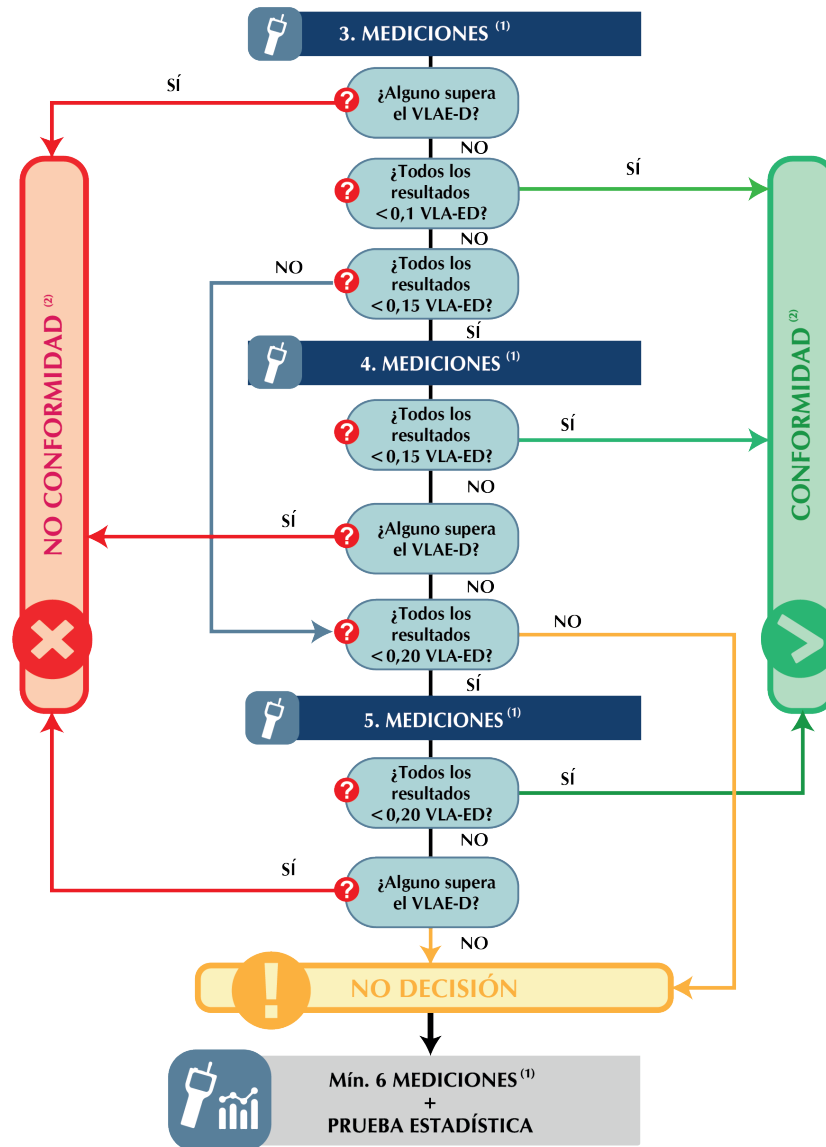 3. MEDICIONES (1)
SÍ
¿Alguno supera
el VLAE-D?
NO
¿Todos los
resultados
<0,1 VLA-ED?
SÍ
NO
NO
¿Todos los
resultados
<0,15 VLA-ED?
SÍ
4. MEDICIONES (1)
¿Todos los
resultados
<0,15 VLA-ED?
SÍ
NO
SÍ
¿Alguno supera
el VLAE-D?
NO
¿Todos los
resultados
<0,20 VLA-ED?
NO
SÍ
5. MEDICIONES (1)
¿Todos los
resultados
<0,20 VLA-ED?
SÍ
NO
SÍ
¿Alguno supera
el VLAE-D?
NO
NO CONFORMIDAD (2)
CONFORMIDAD (2)
NO DECISIÓN
Mín. 6 MEDICIONES (1)
+
PRUEBA ESTADÍSTICA